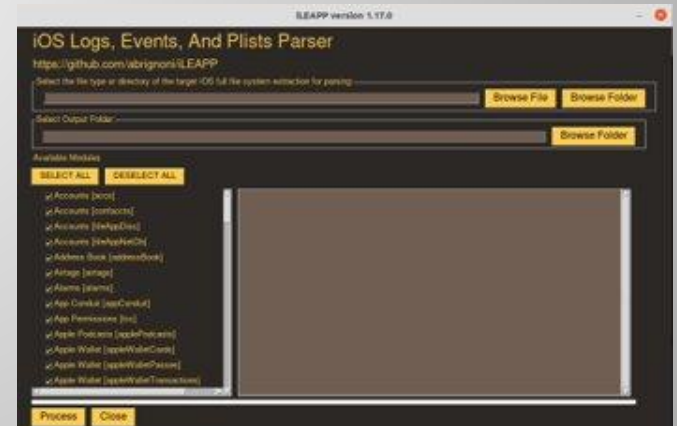 iLEAPP version 1.17.0
iOS Logs, Events, And Plists Parser
https://github.com/abrignoni/iLEAPP
Select the file type or directory of the target iOS full file system extraction for parsing
Browse File Browse Folder
Select Output Folder
Browse Folder
Available Modules
SELECT ALL DESELECT ALL
Accounts [accs]
Accounts
Accounts
Accounts
Address Book [addressBook]
Airtags [airtags]
Alarms [alarms]
App Conduit [appConduit]
App Permissions [tcc]
Apple Podcasts [applePodcasts]
Apple Wallet [appleWalletCards]
Apple Wallet [appleWalletPasses]
Apple Wallet [appleWalletTransactions]
Process Close